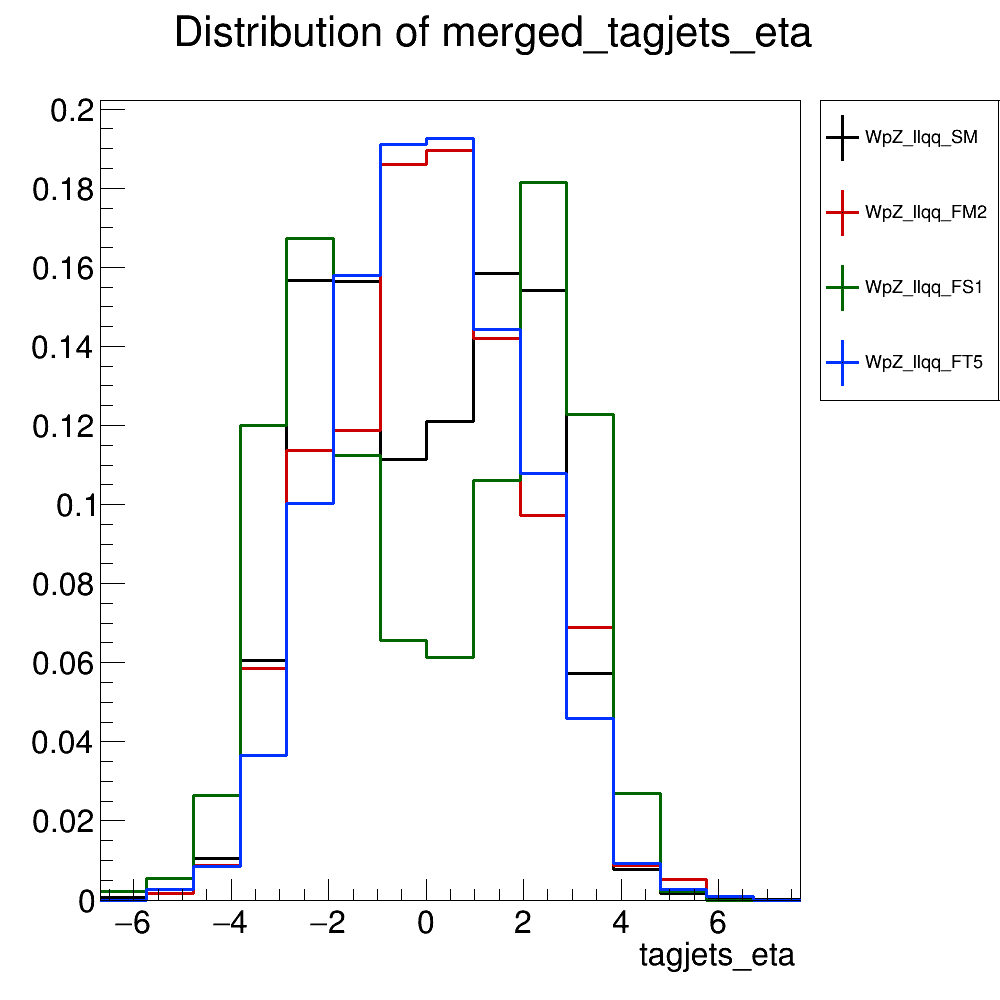 Distribution of merged_tagjets_eta
0.2
0.18
0.16
0.14
0.12
0.1
0.08
0.06
0.04
0.02
0
−6 −4 −2 0 2 4 6
tagjets_eta
WpZ_llqq_SM
WpZ_llqq_FM2
WpZ_llqq_FS1
WpZ_llqq_FT5